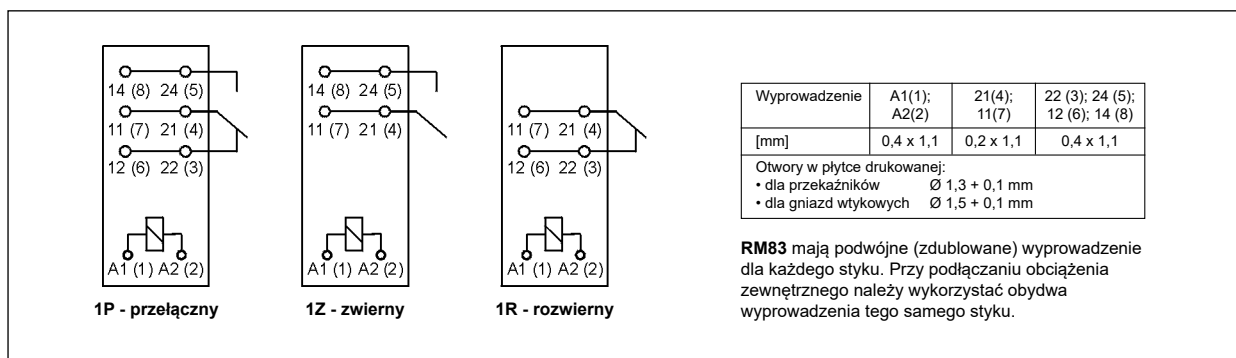 14 (8) 24 (5)
11 (7) 21 (4)
12 (6) 22 (3)
A1 (1) A2 (2)
1P - przełączny
14 (8) 24 (5)
11 (7) 21 (4)
A1 (1) A2 (2)
1Z - zwierny
11 (7) 21 (4)
12 (6) 22 (3)
A1 (1) A2 (2)
1R - rozwierny
Wyprowadzenie A1(1); 21(4); 22 (3); 24 (5);
A2(2) 11(7) 12 (6); 14 (8)
[mm] 0,4 x 1,1 0,2 x 1,1 0,4 x 1,1
Otwory w płytce drukowanej:
• dla przekaźników Ø 1,3 + 0,1 mm
• dla gniazd wtykowych Ø 1,5 + 0,1 mm
RM83 mają podwójne (zdublowane) wyprowadzenie
dla każdego styku. Przy podłączaniu obciążenia
zewnętrznego należy wykorzystać obydwa
wyprowadzenia tego samego styku.